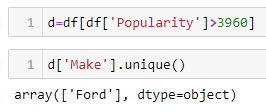 1 d=df[df['Popularity']>3960]
1 d['Make'].unique()
array(['Ford'], dtype=object)